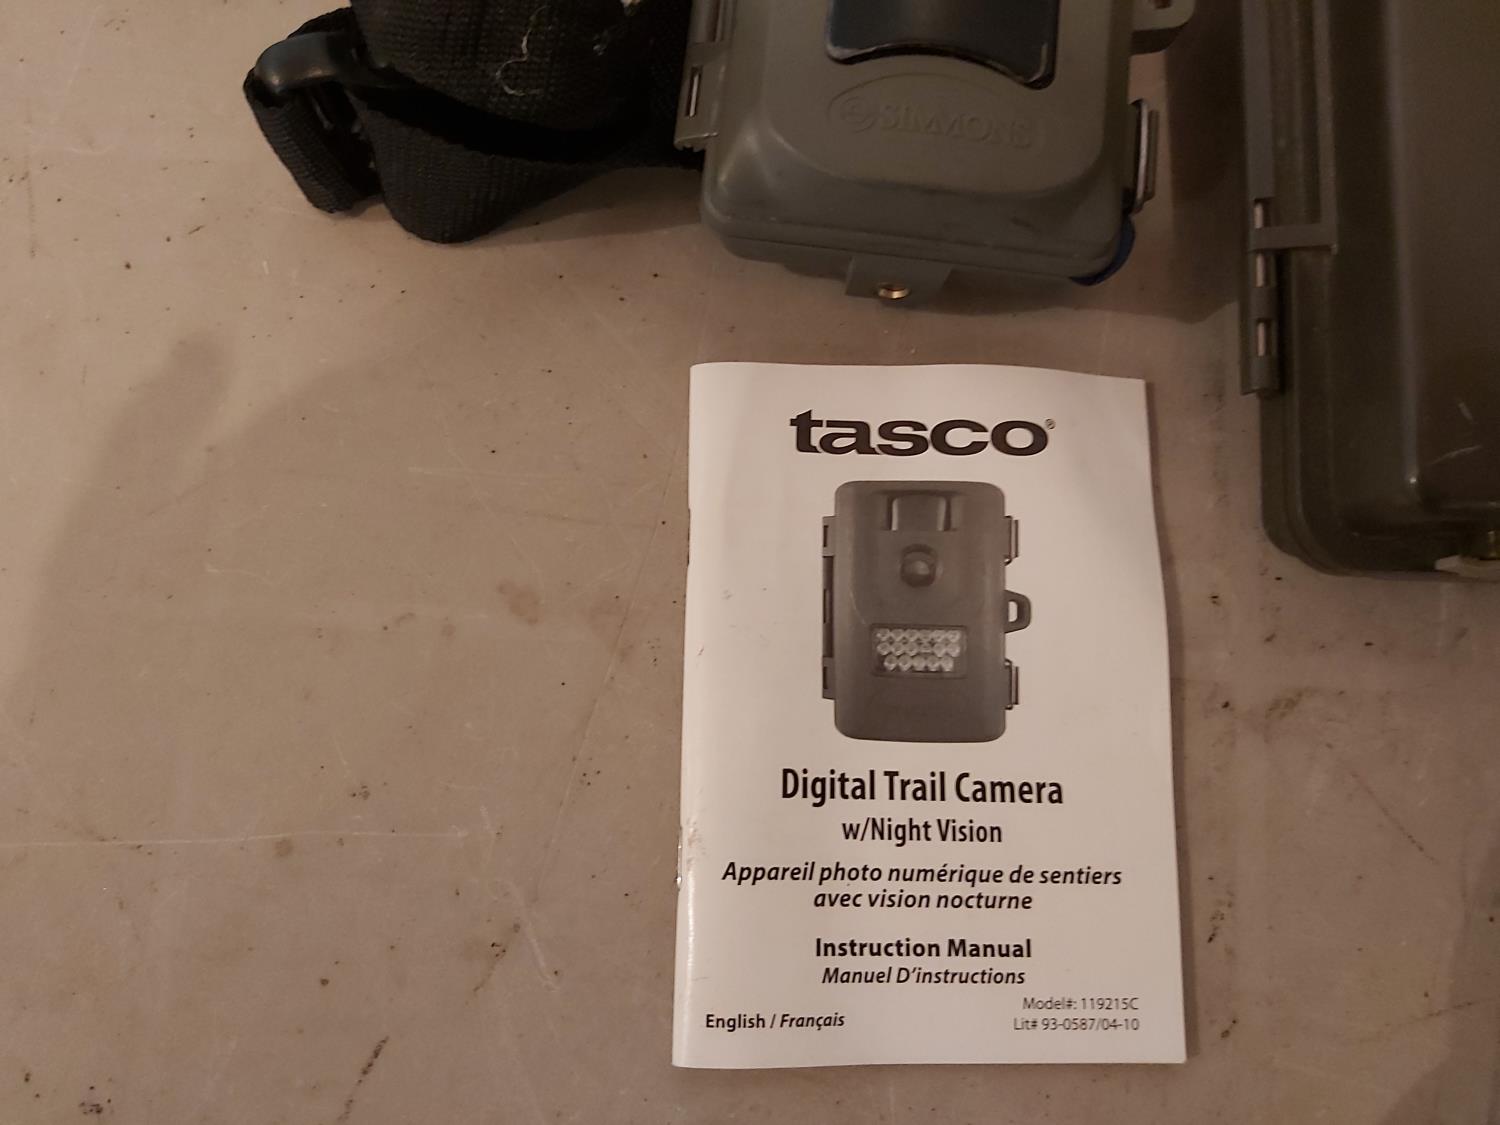 SIMMONS
tasco®
Digital Trail Camera
w/Night Vision
Appareil photo numérique de sentiers
avec vision nocturne
Instruction Manual
Manuel D'instructions
Model#: 119215C
English / Français
Lit# 93-0587/04-10